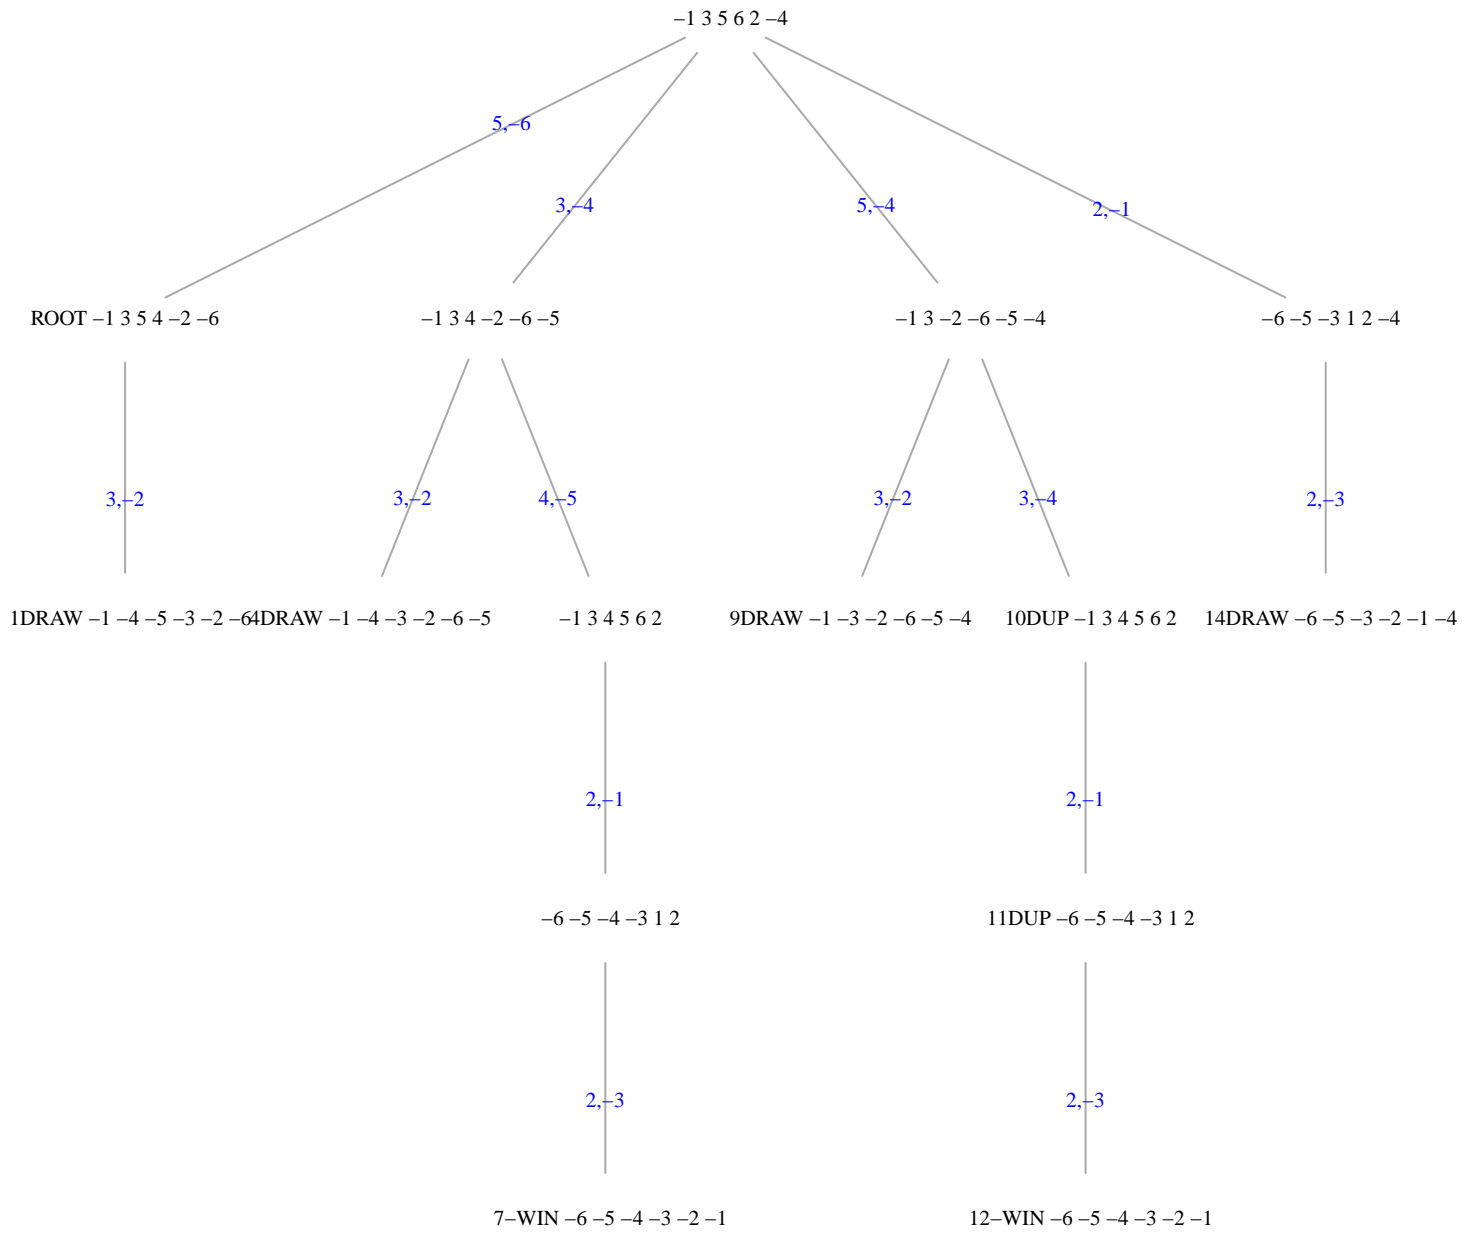 –1 3 5 6 2 –4
5,–6
3,–4
5,–4
2,–1
ROOT –1 3 5 4 –2 –6
–1 3 4 –2 –6 –5
–1 3 –2 –6 –5 –4
–6 –5 –3 1 2 –4
3,–2
3,–2
4,–5
3,–2
3,–4
2,–3
1DRAW –1 –4 –5 –3 –2 –6
4DRAW –1 –4 –3 –2 –6 –5
–1 3 4 5 6 2
9DRAW –1 –3 –2 –6 –5 –4
10DUP –1 3 4 5 6 2
14DRAW –6 –5 –3 –2 –1 –4
2,–1
2,–1
–6 –5 –4 –3 1 2
11DUP –6 –5 –4 –3 1 2
2,–3
2,–3
7–WIN –6 –5 –4 –3 –2 –1
12–WIN –6 –5 –4 –3 –2 –1